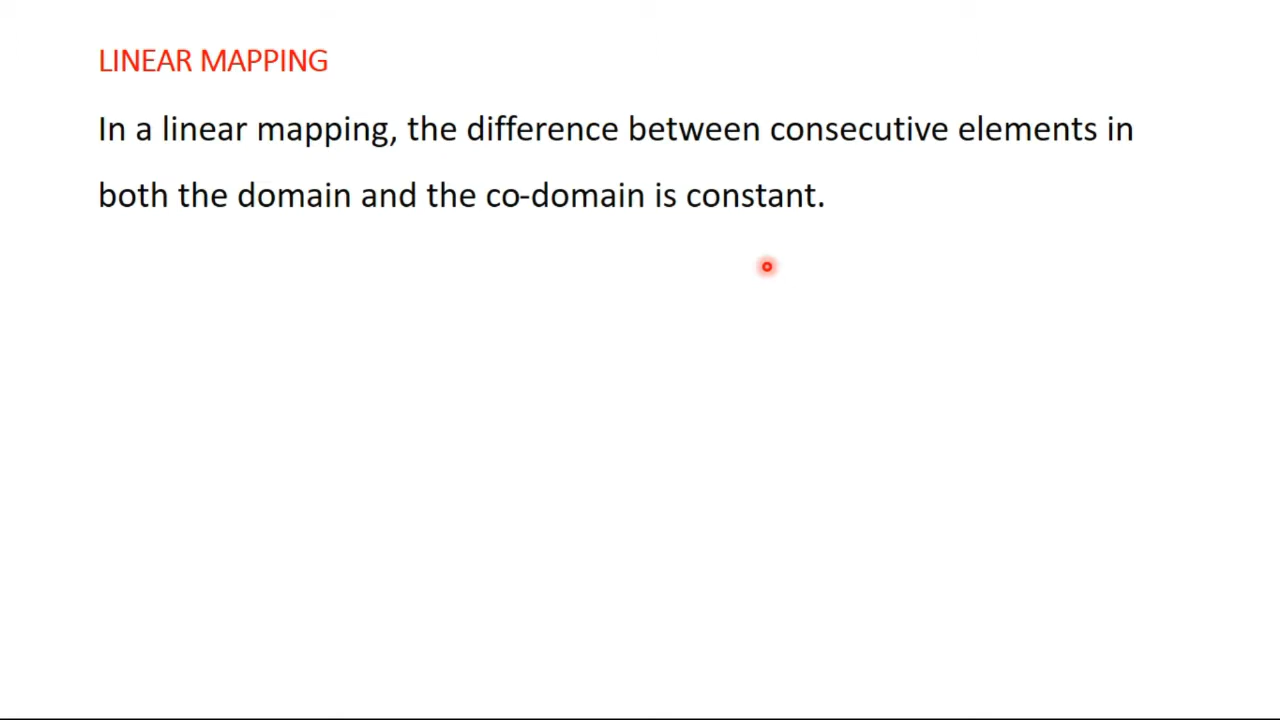 LINEAR MAPPING
In a linear mapping, the difference between consecutive elements in
both the domain and the co-domain is constant.